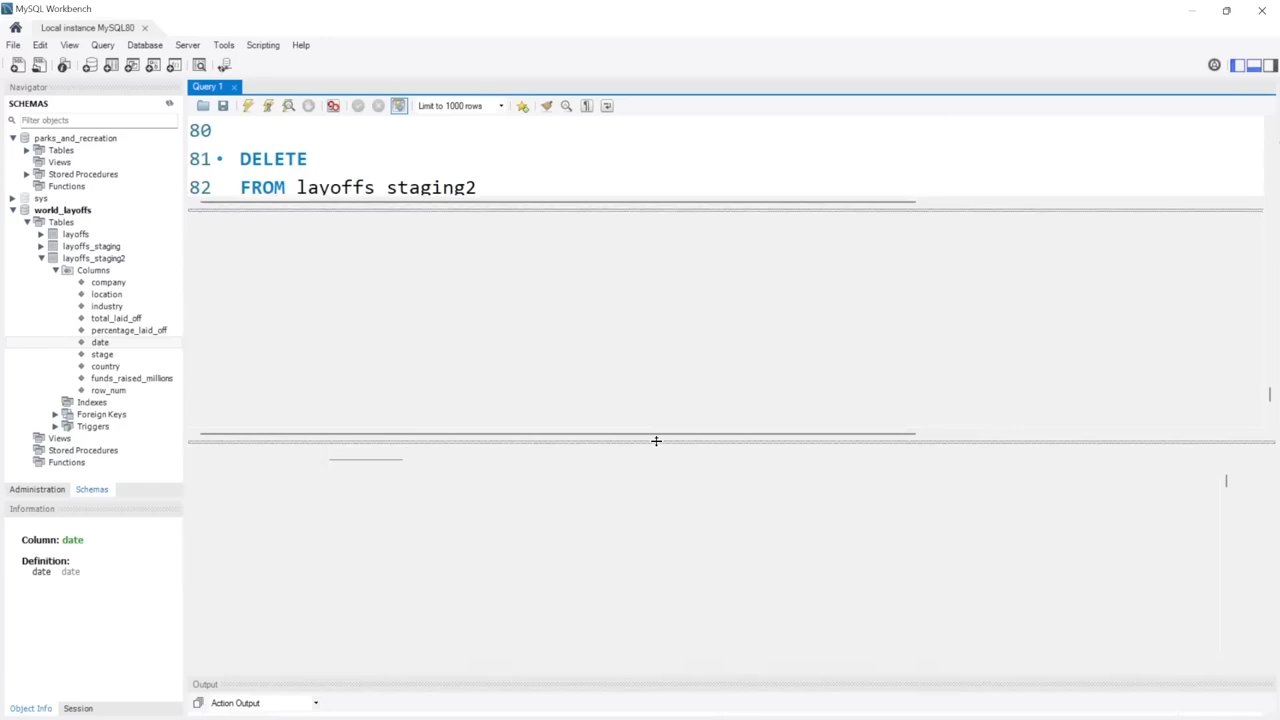 MySQL Workbench
Local instance MySQL80
File Edit View Query Database Server Tools Scripting Help
Navigator
SCHEMAS
Filter objects
parks_and_recreation
Tables
Views
Stored Procedures
Functions
sys
world_layoffs
Tables
layoffs
layoffs_staging
layoffs_staging2
Columns
company
location
industry
total_laid_off
percentage_laid_off
date
stage
country
funds_raised_millions
row_num
Indexes
Foreign Keys
Triggers
Views
Stored Procedures
Functions
Administration Schemas
Information
Column: date
Definition:
date date
Object Info Session
Query 1
Limit to 1000 rows
80
81 DELETE
82 FROM layoffs_staging2
Output
Action Output